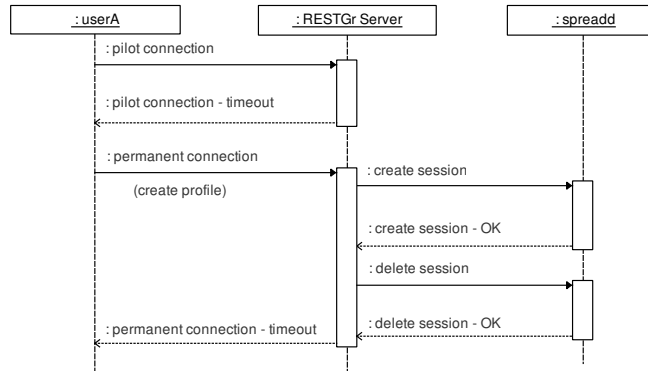 : userA
: RESTGr Server
: spreadd
: pilot connection
: pilot connection - timeout
: permanent connection
(create profile)
: create session
: create session - OK
: delete session
: delete session - OK
: permanent connection - timeout